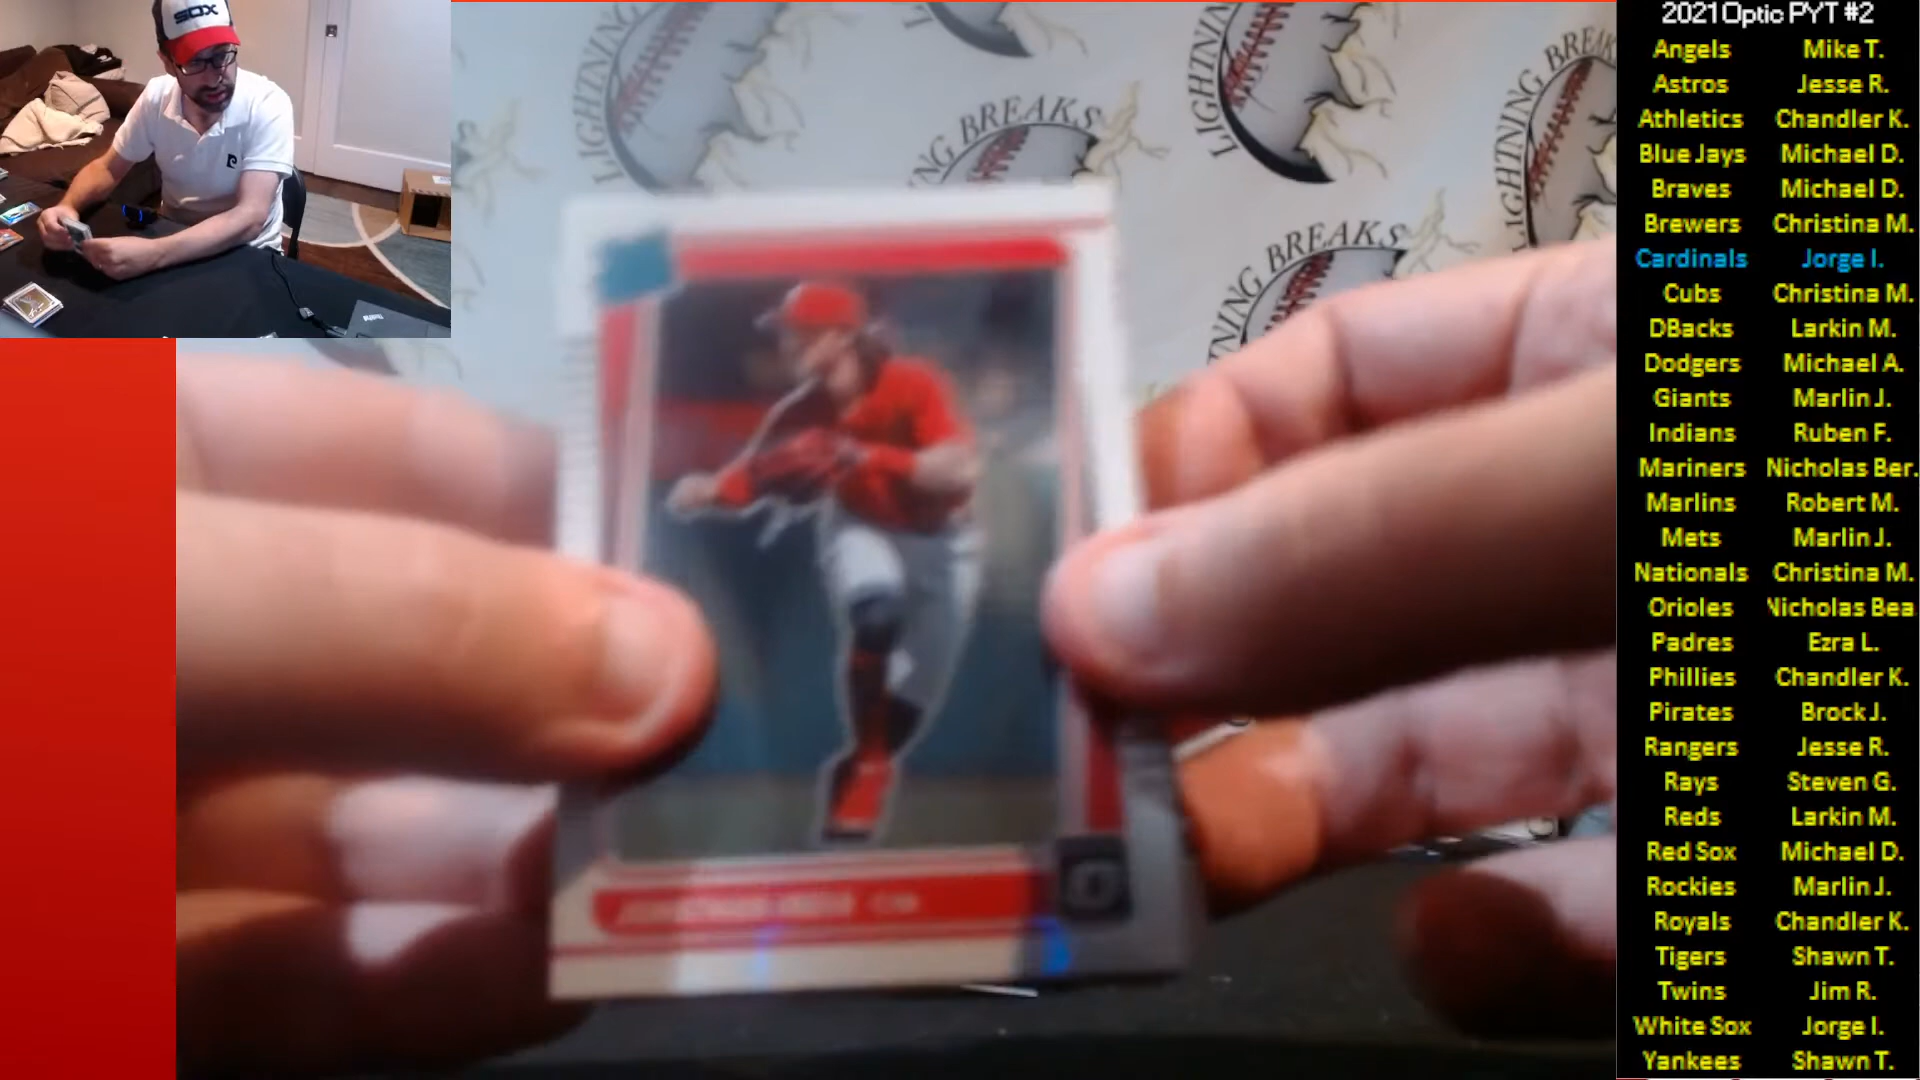 SOX
LIGHTNING BREAKS
2021 Optic PYT #2
Angels Mike T.
Astros Jesse R.
Athletics Chandler K.
Blue Jays Michael D.
Braves Michael D.
Brewers Christina M.
Cardinals Jorge I.
Cubs Christina M.
DBacks Larkin M.
Dodgers Michael A.
Giants Marlin J.
Indians Ruben F.
Mariners Nicholas Ber.
Marlins Robert M.
Mets Marlin J.
Nationals Christina M.
Orioles Nicholas Bea
Padres Ezra L.
Phillies Chandler K.
Pirates Brock J.
Rangers Jesse R.
Rays Steven G.
Reds Larkin M.
Red Sox Michael D.
Rockies Marlin J.
Royals Chandler K.
Tigers Shawn T.
Twins Jim R.
White Sox Jorge I.
Yankees Shawn T.